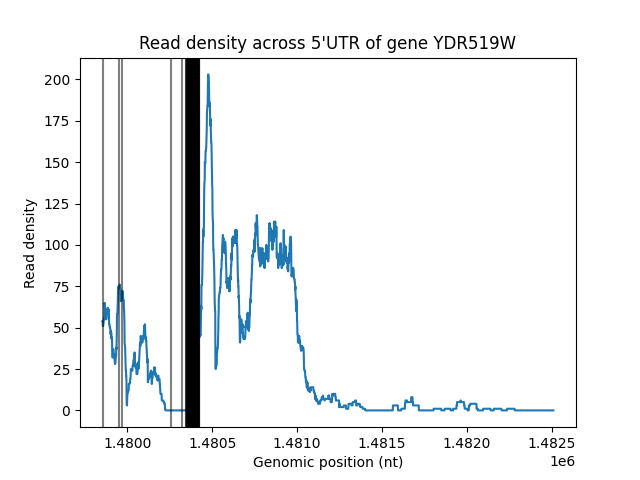 Read density across 5'UTR of gene YDR519W
200
175
150
125
100
75
50
25
0
Read density
1.4800 1.4805 1.4810 1.4815 1.4820 1.4825
Genomic position (nt)
1e6